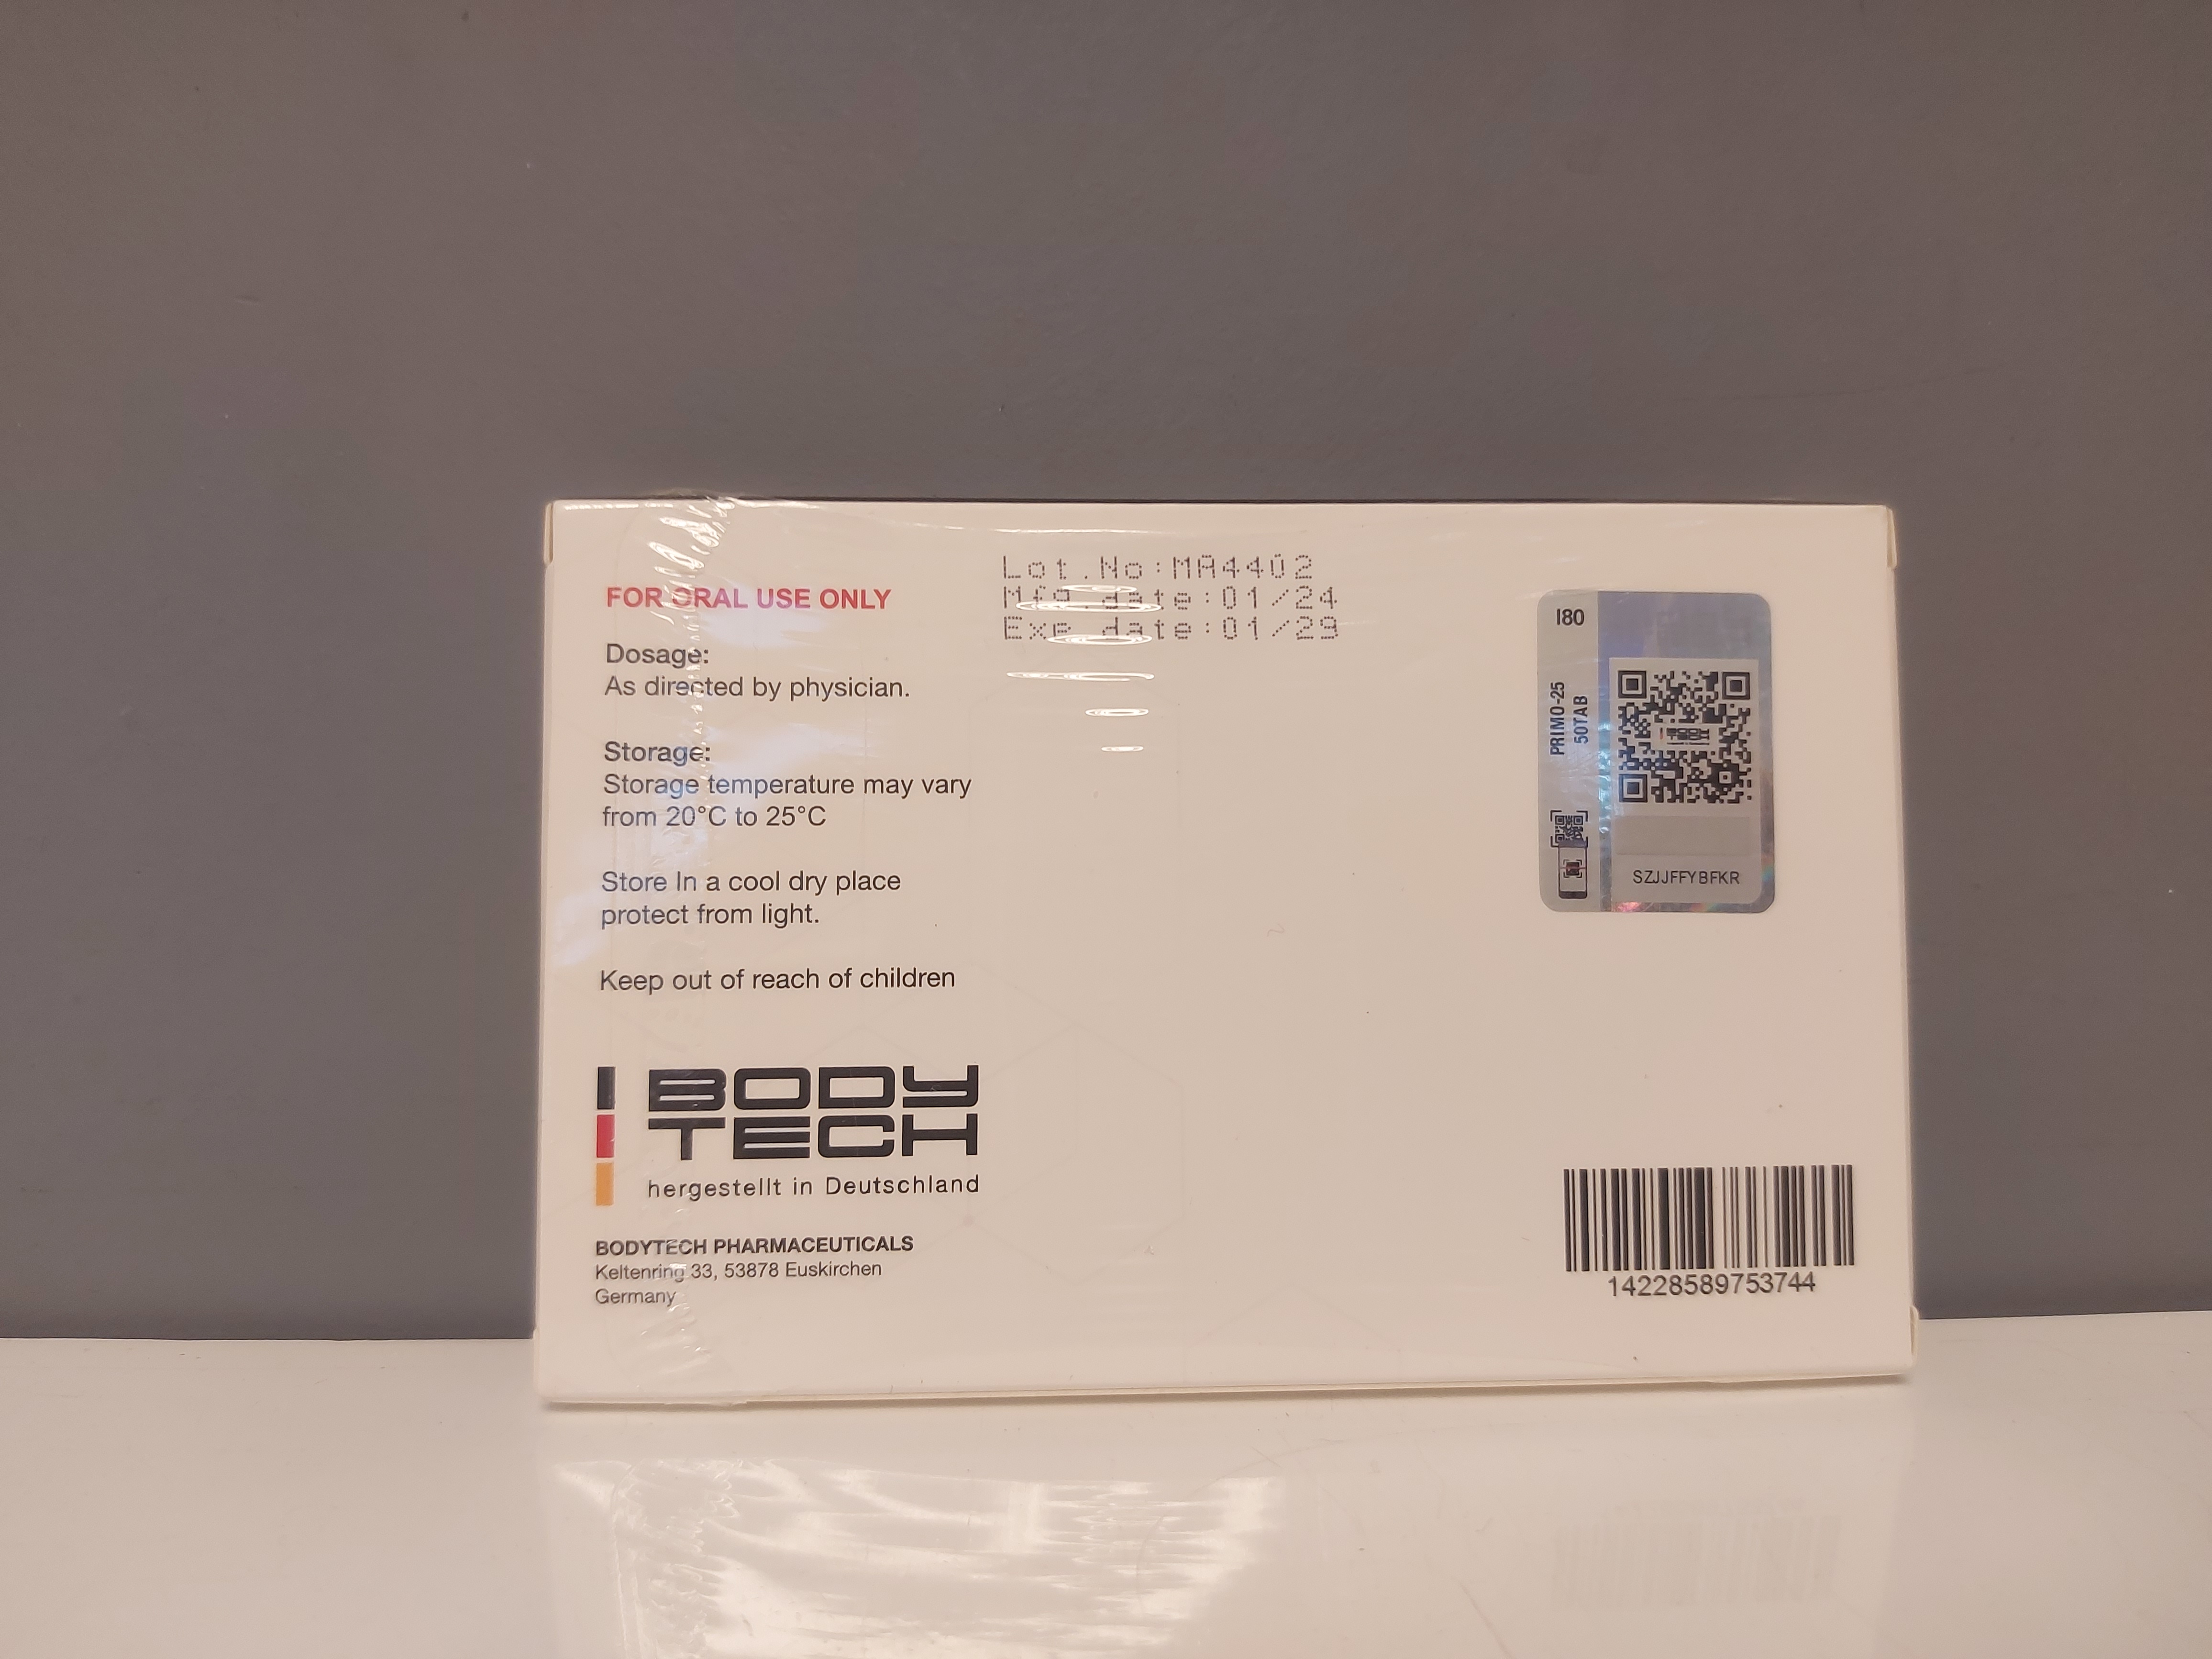 FOR ORAL USE ONLY
Dosage:
As directed by physician.
Storage:
Storage temperature may vary
from 20°C to 25°C
Store In a cool dry place
protect from light.
Keep out of reach of children
BODY
TECH
hergestellt in Deutschland
BODYTECH PHARMACEUTICALS
Keltenring 33, 53878 Euskirchen
Germany
Lot.No:MA4402
Mfg.date:01/24
Exp.date:01/29
I80
PRIMO-25
50TAB
BODY
TECH
SZJJFFYBFKR
14228589753744